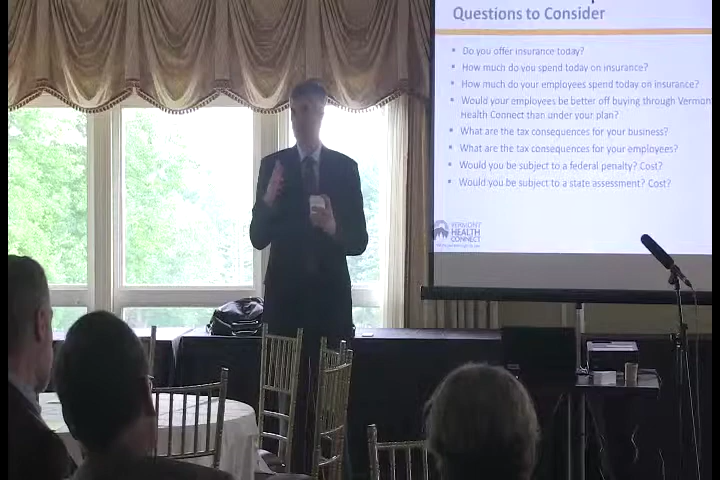 Questions to Consider
Do you offer insurance today?
How much do you spend today on insurance?
How much do your employees spend today on insurance?
Would your employees be better off buying through Vermont
Health Connect than under your plan?
What are the tax consequences for your business?
What are the tax consequences for your employees?
Would you be subject to a federal penalty? Cost?
Would you be subject to a state assessment? Cost?
VERMONT
HEALTH
CONNECT